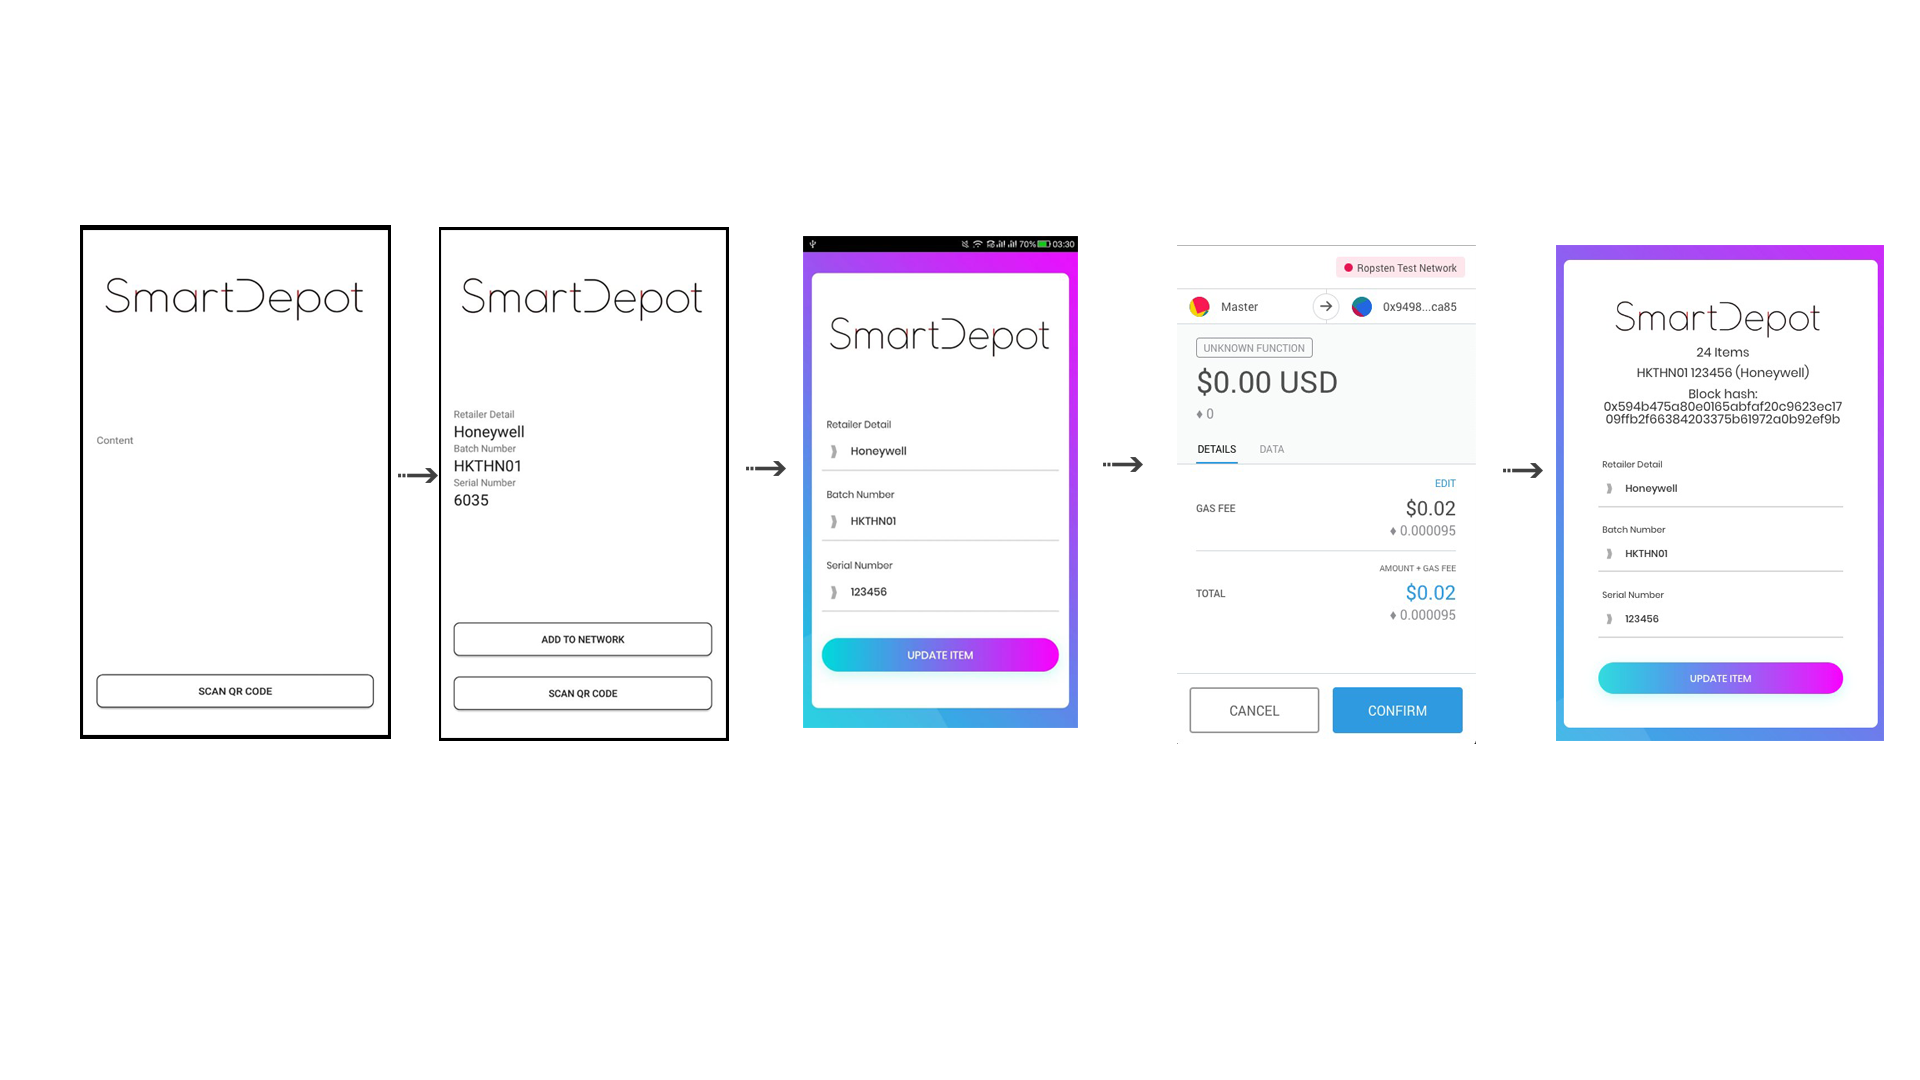 SmartDepot
Content
SCAN QR CODE
SmartDepot
Retailer Detail
Honeywell
Batch Number
HKTHN01
Serial Number
6035
ADD TO NETWORK
SCAN QR CODE
70% 03:30
SmartDepot
Retailer Detail
Honeywell
Batch Number
HKTHN01
Serial Number
123456
UPDATE ITEM
Ropsten Test Network
Master
0x9498...ca85
UNKNOWN FUNCTION
$0.00 USD
0
DETAILS DATA
EDIT
GAS FEE $0.02
0.000095
AMOUNT + GAS FEE
TOTAL $0.02
0.000095
CANCEL CONFIRM
SmartDepot
24 Items
HKTHN01 123456 (Honeywell)
Block hash:
0x594b475a80e0165abfaf20c9623ec17
09ffb2f66384203375b61972a0b92ef9b
Retailer Detail
Honeywell
Batch Number
HKTHN01
Serial Number
123456
UPDATE ITEM